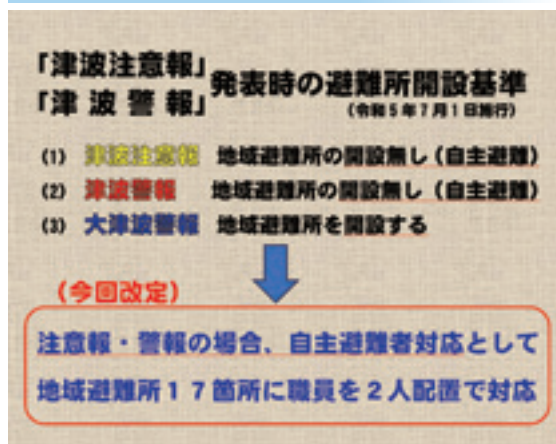 「津波注意報」
「津 波 警 報」発表時の避難所開設基準
（令和５年７月１日施行）
(1) 津波注意報 地域避難所の開設無し（自主避難）
(2) 津波警報 地域避難所の開設無し（自主避難）
(3) 大津波警報 地域避難所を開設する
（今回改定）
注意報・警報の場合、自主避難者対応として
地域避難所１７箇所に職員を２人配置で対応